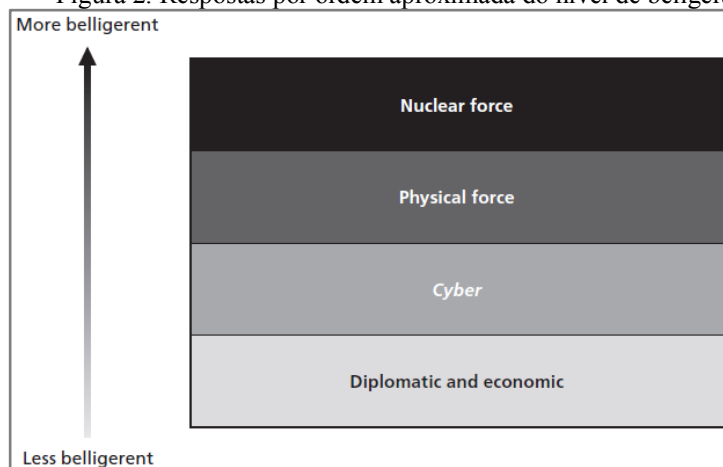 Figura 2. Respostas por ordem aproximada do nível de
More belligerent
Nuclear force
Physical force
Cyber
Diplomatic and economic
Less belligerent